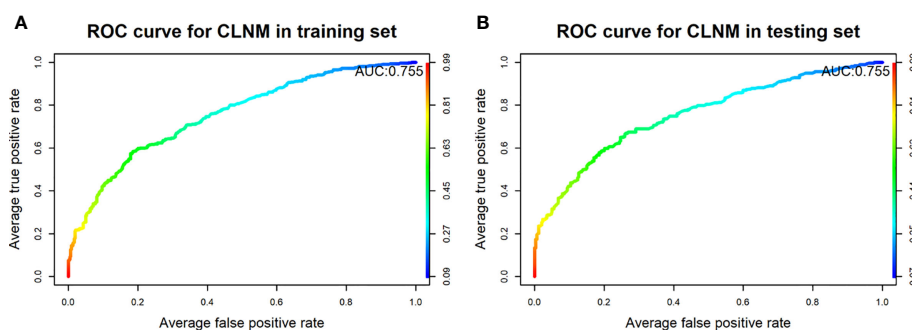 A
ROC curve for CLNM in training set
AUC:0.755
Average true positive rate
1.0
0.8
0.6
0.4
0.2
0.0
0.99
0.81
0.63
0.45
0.27
0.09
0.0 0.2 0.4 0.6 0.8 1.0
Average false positive rate
B
ROC curve for CLNM in testing set
AUC:0.755
Average true positive rate
1.0
0.8
0.6
0.4
0.2
0.0
0.0 0.2 0.4 0.6 0.8 1.0
Average false positive rate